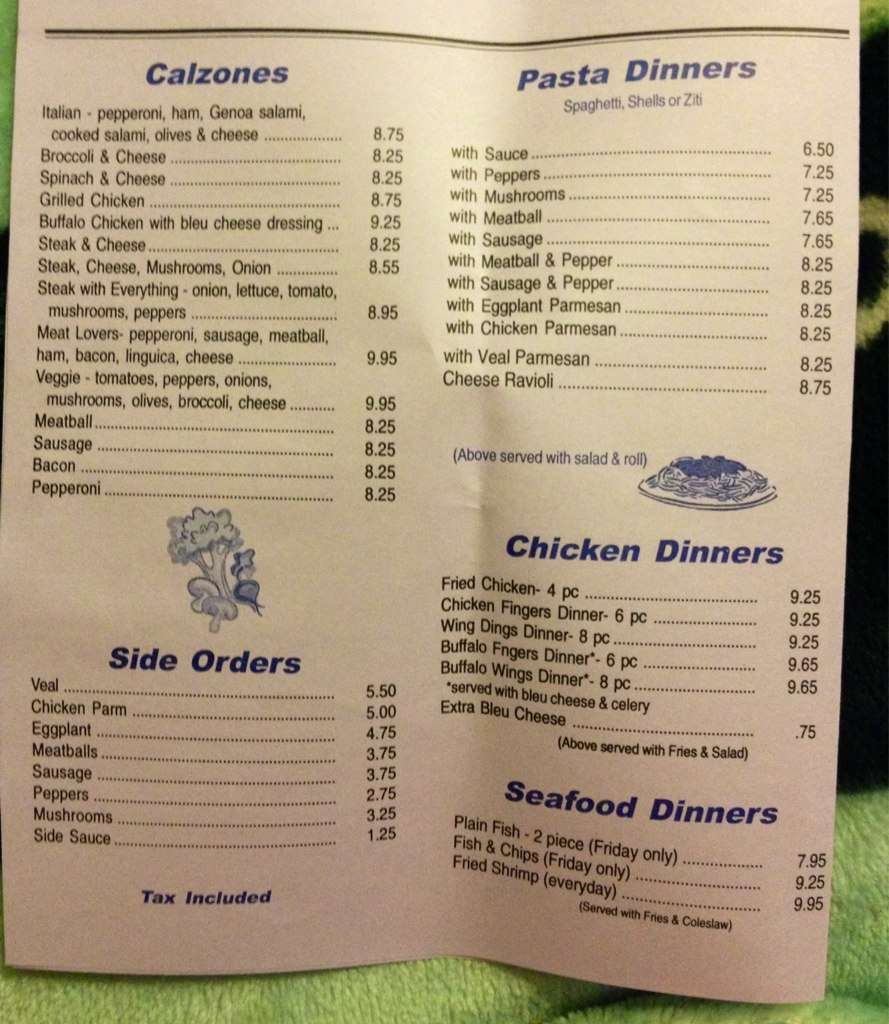 Calzones
Italian - pepperoni, ham, Genoa salami,
cooked salami, olives & cheese ................... 8.75
Broccoli & Cheese ......................................... 8.25
Spinach & Cheese ......................................... 8.25
Grilled Chicken .............................................. 8.75
Buffalo Chicken with bleu cheese dressing ... 9.25
Steak & Cheese .............................................. 8.25
Steak, Cheese, Mushrooms, Onion ............... 8.55
Steak with Everything - onion, lettuce, tomato,
mushrooms, peppers .................................... 8.95
Meat Lovers- pepperoni, sausage, meatball,
ham, bacon, linguica, cheese ........................ 9.95
Veggie - tomatoes, peppers, onions,
mushrooms, olives, broccoli, cheese ........... 9.95
Meatball .......................................................... 8.25
Sausage .......................................................... 8.25
Bacon .............................................................. 8.25
Pepperoni ........................................................ 8.25
Side Orders
Veal ................................................................. 5.50
Chicken Parm .................................................. 5.00
Eggplant .......................................................... 4.75
Meatballs ......................................................... 3.75
Sausage .......................................................... 3.75
Peppers ........................................................... 2.75
Mushrooms ..................................................... 3.25
Side Sauce ...................................................... 1.25
Tax Included
Pasta Dinners
Spaghetti, Shells or Ziti
with Sauce ...................................................... 6.50
with Peppers ................................................... 7.25
with Mushrooms .............................................. 7.25
with Meatball ................................................... 7.65
with Sausage ................................................... 7.65
with Meatball & Pepper .................................... 8.25
with Sausage & Pepper .................................... 8.25
with Eggplant Parmesan .................................. 8.25
with Chicken Parmesan ................................... 8.25
with Veal Parmesan ......................................... 8.25
Cheese Ravioli ................................................ 8.75
(Above served with salad & roll)
Chicken Dinners
Fried Chicken- 4 pc ......................................... 9.25
Chicken Fingers Dinner- 6 pc .......................... 9.25
Wing Dings Dinner- 8 pc .................................. 9.25
Buffalo Fngers Dinner*- 6 pc ........................... 9.65
Buffalo Wings Dinner*- 8 pc ............................. 9.65
*served with bleu cheese & celery
Extra Bleu Cheese ........................................... .75
(Above served with Fries & Salad)
Seafood Dinners
Plain Fish - 2 piece (Friday only) .................... 7.95
Fish & Chips (Friday only) ............................... 9.25
Fried Shrimp (everyday) .................................. 9.95
(Served with Fries & Coleslaw)